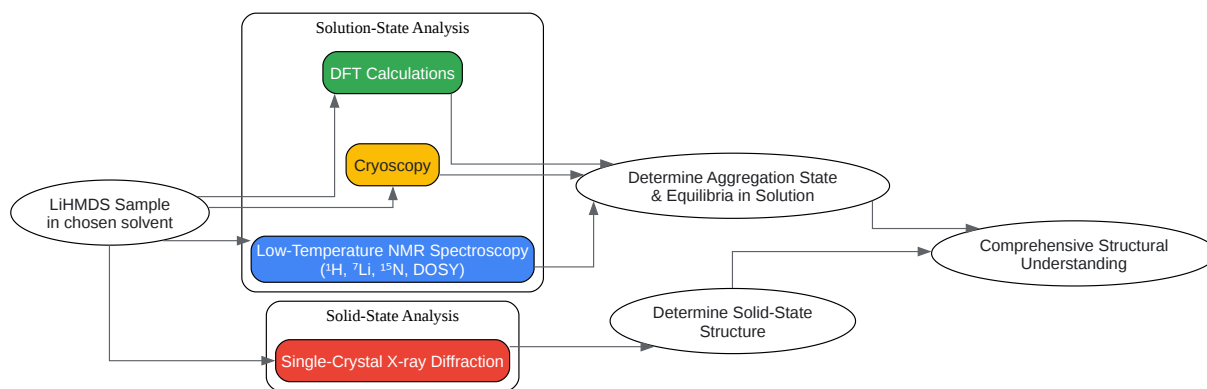 Solution-State Analysis
DFT Calculations
Cryoscopy
LiHMDS Sample
in chosen solvent
Low-Temperature NMR Spectroscopy
(¹H, ⁷Li, ¹⁵N, DOSY)
Determine Aggregation State
& Equilibria in Solution
Comprehensive Structural
Understanding
Solid-State Analysis
Single-Crystal X-ray Diffraction
Determine Solid-State
Structure